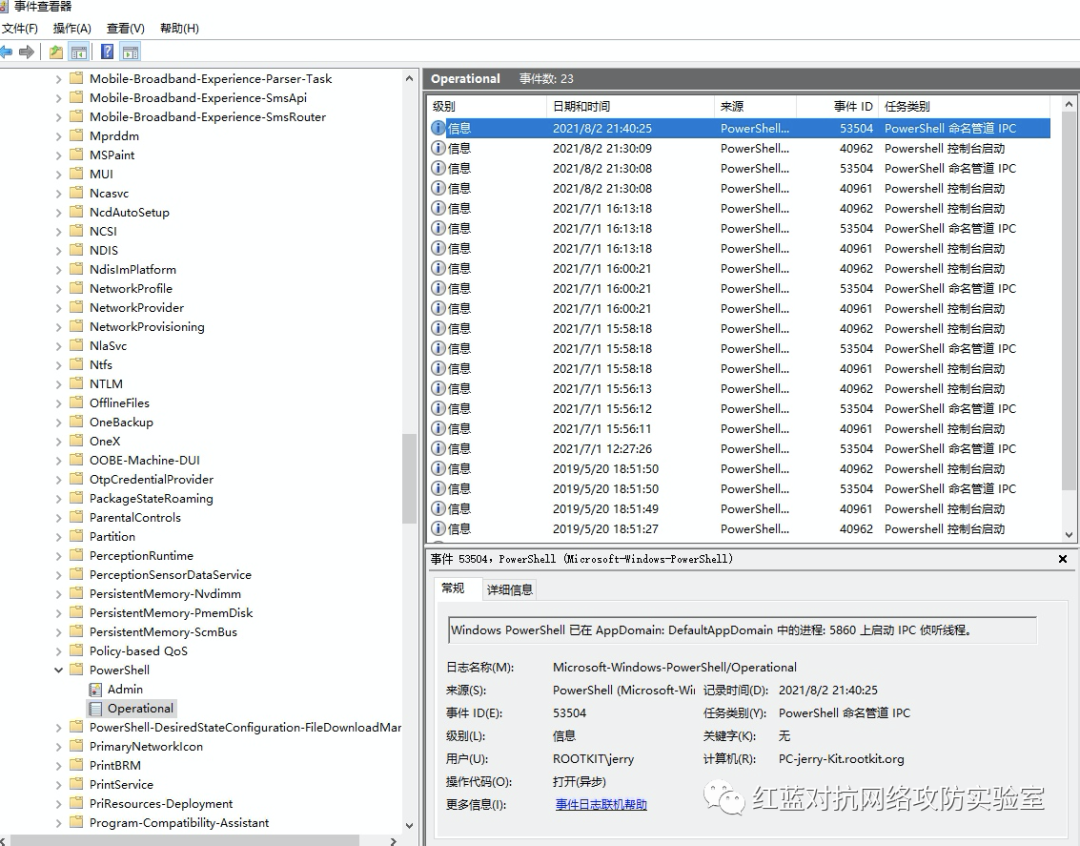 事件查看器
文件(F) 操作(A) 查看(V) 帮助(H)
Mobile-Broadband-Experience-Parser-Task
Mobile-Broadband-Experience-SmsApi
Mobile-Broadband-Experience-SmsRouter
Mprddm
MSPaint
MUI
Ncasvc
NcdAutoSetup
NCSI
NDIS
NdisImPlatform
NetworkProfile
NetworkProvider
NetworkProvisioning
NlaSvc
Ntfs
NTLM
OfflineFiles
OneBackup
OneX
OOBE-Machine-DUI
OtpCredentialProvider
PackageStateRoaming
ParentalControls
Partition
PerceptionRuntime
PerceptionSensorDataService
PersistentMemory-Nvdimm
PersistentMemory-PmemDisk
PersistentMemory-ScmBus
Policy-based QoS
PowerShell
Admin
Operational
PowerShell-DesiredStateConfiguration-FileDownloadMar
PrimaryNetworkIcon
PrintBRM
PrintService
PriResources-Deployment
Program-Compatibility-Assistant
Operational 事件数: 23
级别 日期和时间 来源 事件 ID 任务类别
信息 2021/8/2 21:40:25 PowerShell... 53504 PowerShell 命名管道 IPC
信息 2021/8/2 21:30:09 PowerShell... 40962 Powershell 控制台启动
信息 2021/8/2 21:30:08 PowerShell... 53504 PowerShell 命名管道 IPC
信息 2021/8/2 21:30:08 PowerShell... 40961 Powershell 控制台启动
信息 2021/7/1 16:13:18 PowerShell... 40962 Powershell 控制台启动
信息 2021/7/1 16:13:18 PowerShell... 53504 PowerShell 命名管道 IPC
信息 2021/7/1 16:13:18 PowerShell... 40961 Powershell 控制台启动
信息 2021/7/1 16:00:21 PowerShell... 40962 Powershell 控制台启动
信息 2021/7/1 16:00:21 PowerShell... 53504 PowerShell 命名管道 IPC
信息 2021/7/1 16:00:21 PowerShell... 40961 Powershell 控制台启动
信息 2021/7/1 15:58:18 PowerShell... 40962 Powershell 控制台启动
信息 2021/7/1 15:58:18 PowerShell... 53504 PowerShell 命名管道 IPC
信息 2021/7/1 15:58:18 PowerShell... 40961 Powershell 控制台启动
信息 2021/7/1 15:56:13 PowerShell... 40962 Powershell 控制台启动
信息 2021/7/1 15:56:12 PowerShell... 53504 PowerShell 命名管道 IPC
信息 2021/7/1 15:56:11 PowerShell... 40961 Powershell 控制台启动
信息 2021/7/1 12:27:26 PowerShell... 53504 PowerShell 命名管道 IPC
信息 2019/5/20 18:51:50 PowerShell... 40962 Powershell 控制台启动
信息 2019/5/20 18:51:50 PowerShell... 53504 PowerShell 命名管道 IPC
信息 2019/5/20 18:51:49 PowerShell... 40961 Powershell 控制台启动
信息 2019/5/20 18:51:27 PowerShell... 40962 Powershell 控制台启动
事件 53504，PowerShell (Microsoft-Windows-PowerShell)
常规 详细信息
Windows PowerShell 已在 AppDomain: DefaultAppDomain 中的进程: 5860 上启动 IPC 侦听线程。
日志名称(M): Microsoft-Windows-PowerShell/Operational
来源(S): PowerShell (Microsoft-Wi 记录时间(D): 2021/8/2 21:40:25
事件 ID(E): 53504 任务类别(Y): PowerShell 命名管道 IPC
级别(L): 信息 关键字(K): 无
用户(U): ROOTKIT\jerry 计算机(R): PC-jerry-Kit.rootkit.org
操作代码(O): 打开(异步)
更多信息(I): 事件日志联机帮助
红蓝对抗网络攻防实验室